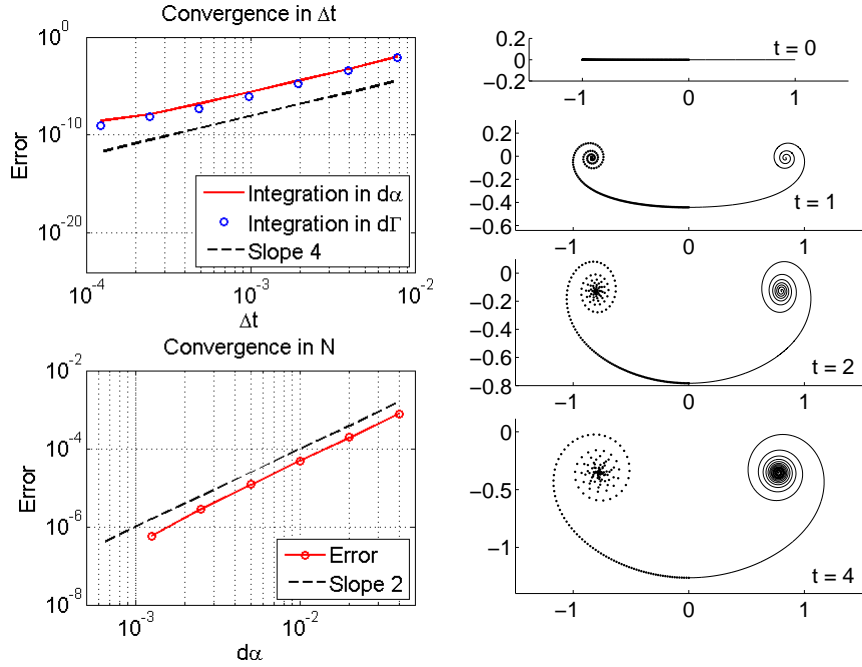 Convergence in Δt
10^0
10^-10
10^-20
Error
Integration in dα
Integration in dΓ
Slope 4
10^-4
10^-3
10^-2
Δt
Convergence in N
10^-2
10^-4
10^-6
10^-8
Error
Error
Slope 2
10^-3
10^-2
dα
0.2
0
−0.2
t = 0
−1
0
1
0.2
0
−0.2
−0.4
−0.6
t = 1
−1
0
1
0
−0.2
−0.4
−0.6
−0.8
t = 2
−1
0
1
0
−0.5
−1
t = 4
−1
0
1